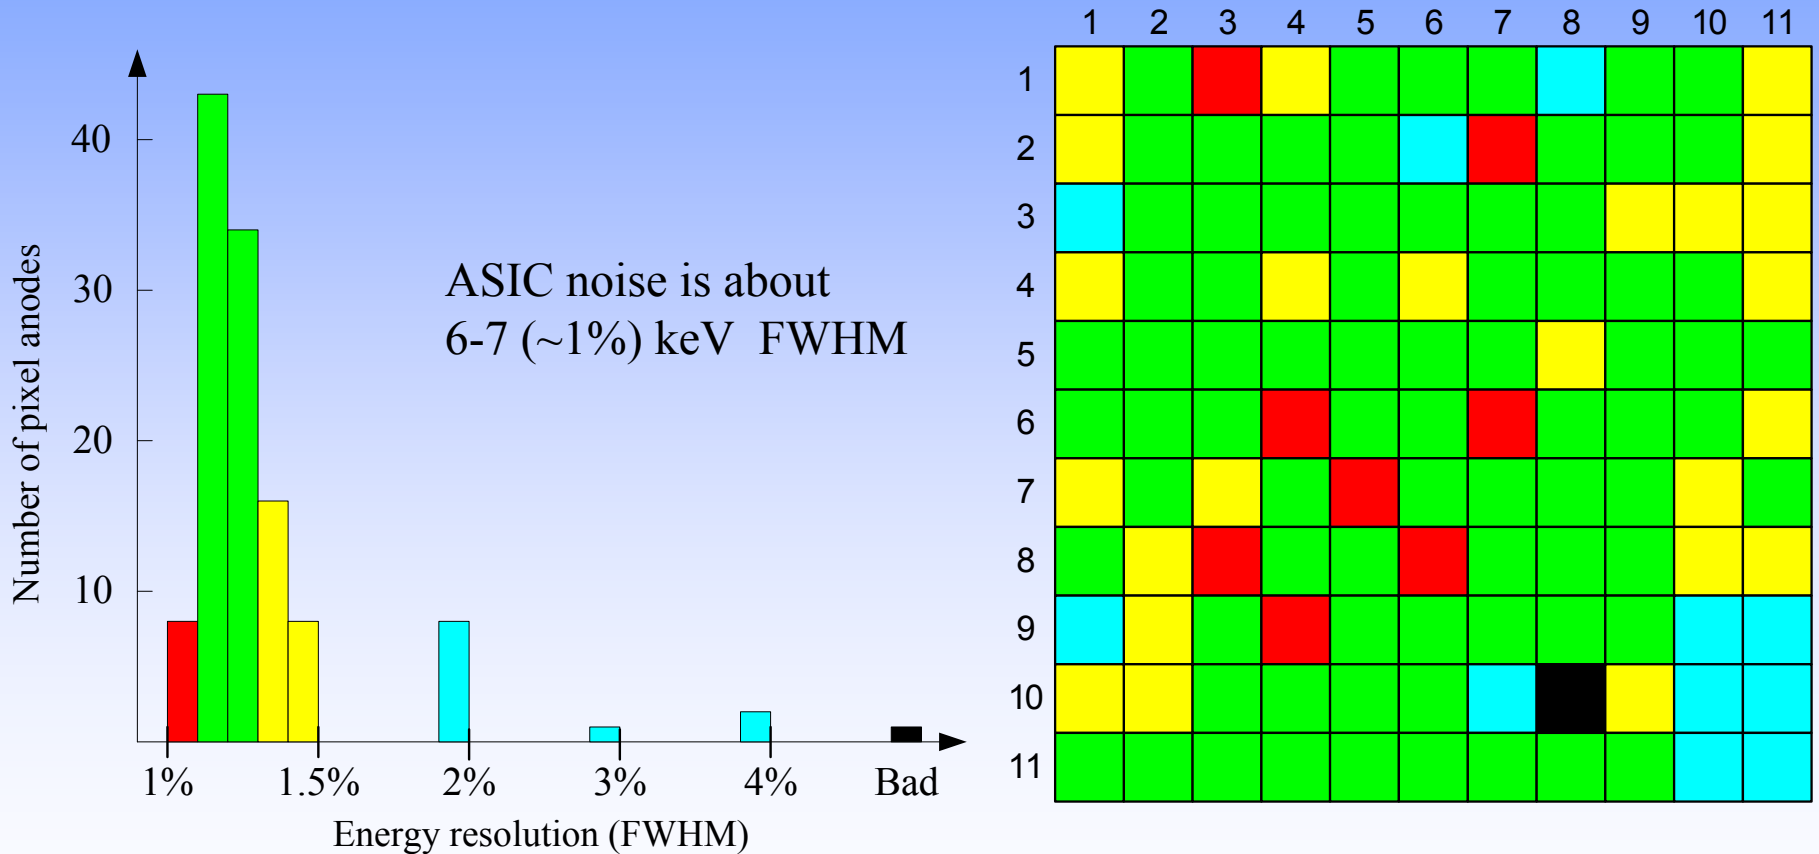 40
30
20
10
Number of pixel anodes
ASIC noise is about
6-7 (~1%) keV FWHM
1% 1.5% 2% 3% 4% Bad
Energy resolution (FWHM)
1 2 3 4 5 6 7 8 9 10 11
1
2
3
4
5
6
7
8
9
10
11